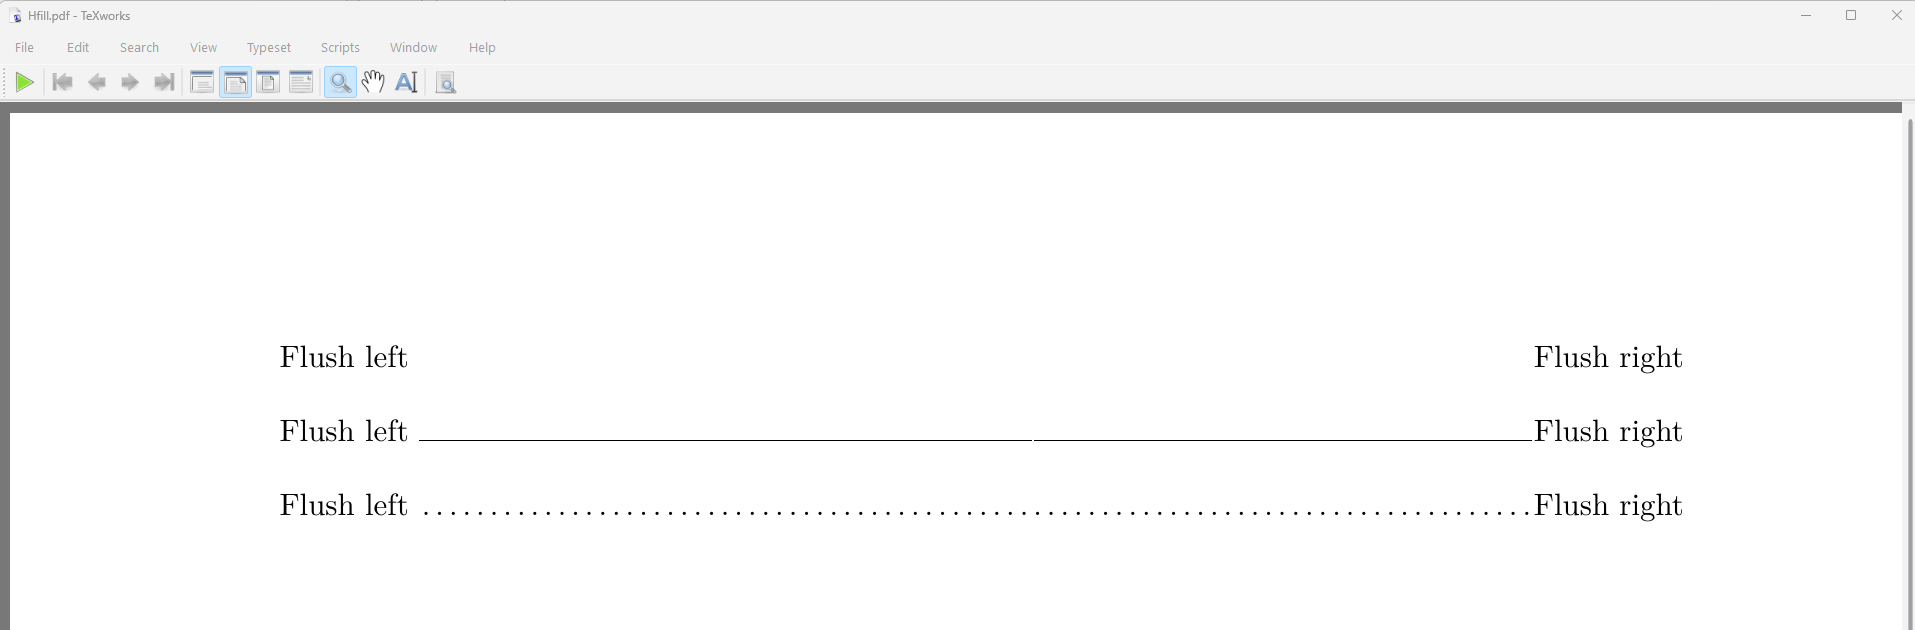 Hfill.pdf - TeXworks
File Edit Search View Typeset Scripts Window Help
Flush left Flush right
Flush left ________________ Flush right
Flush left ................................................................................... Flush right